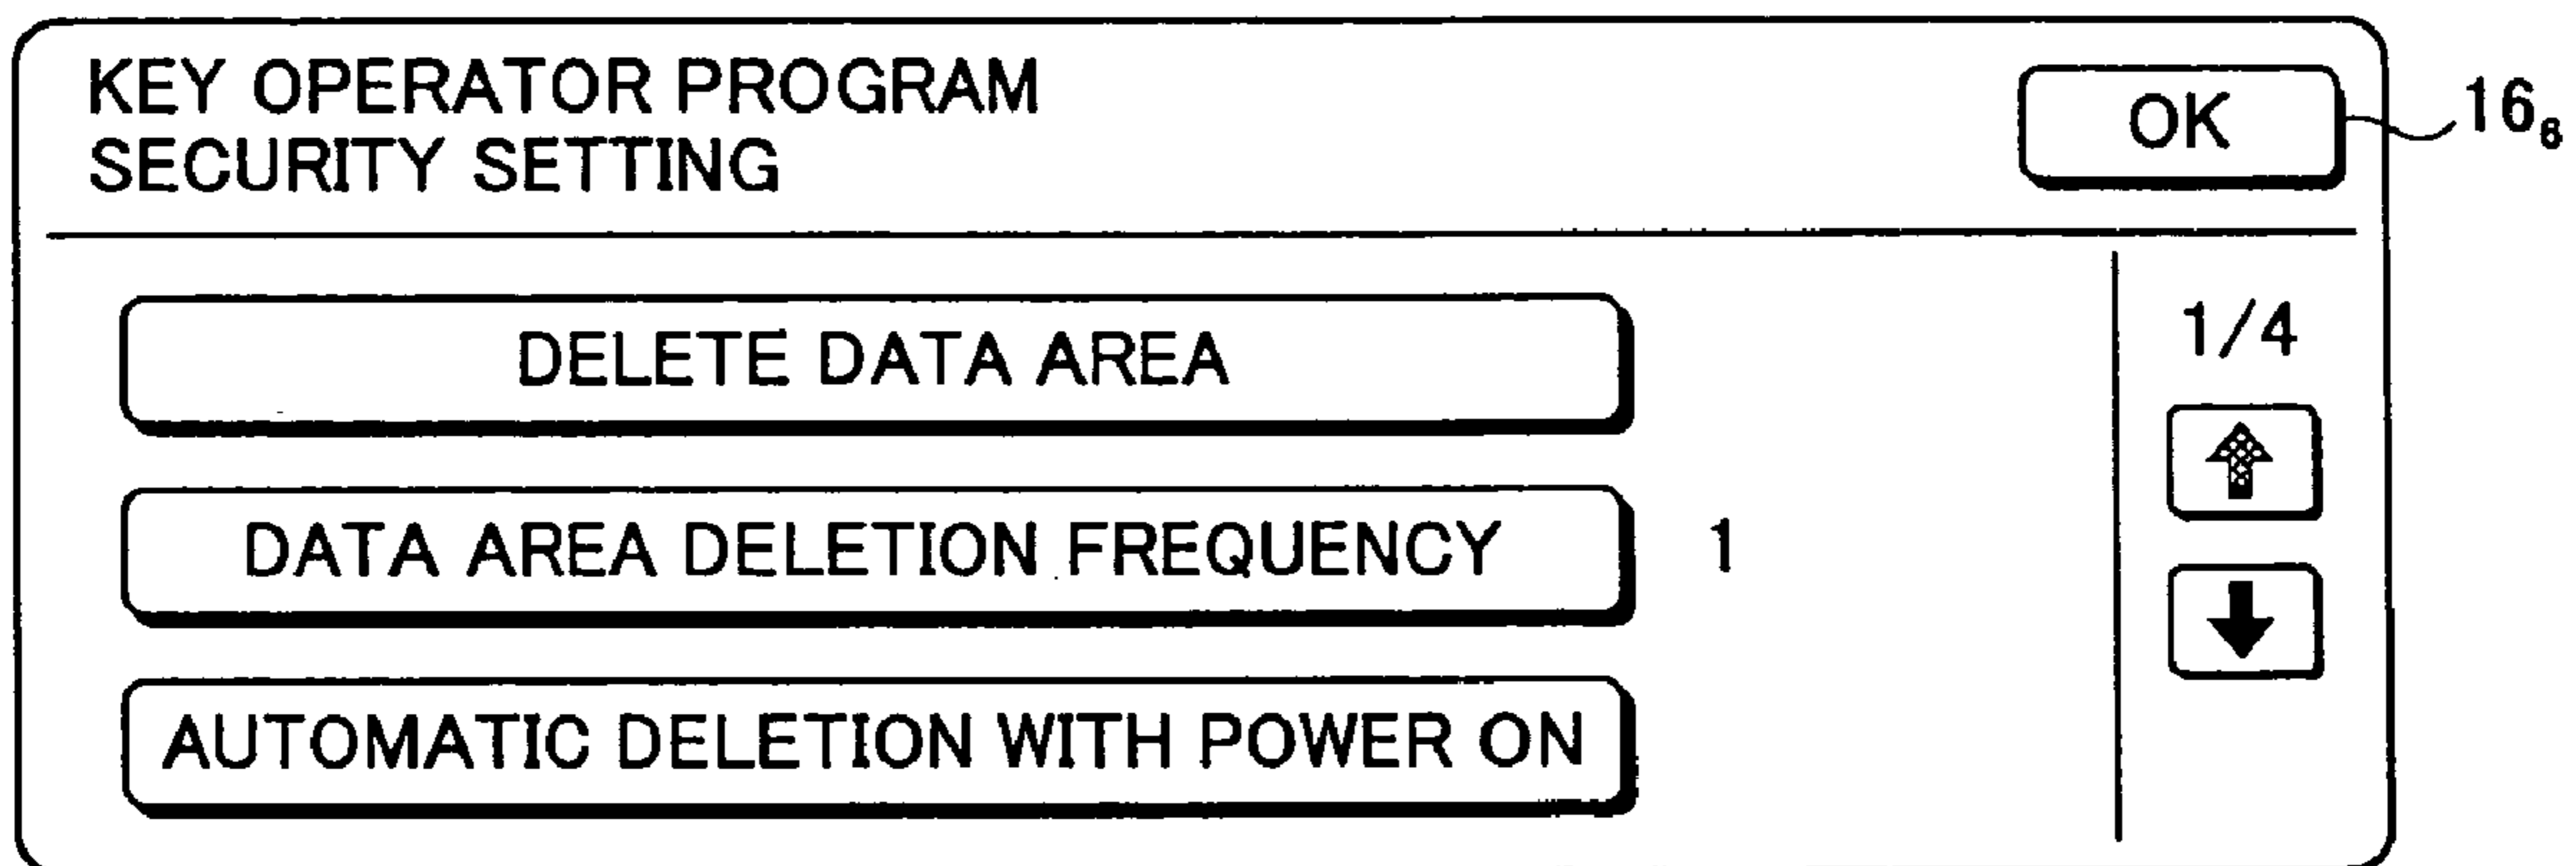 KEY OPERATOR PROGRAM
SECURITY SETTING
OK
16₆
DELETE DATA AREA
1/4
DATA AREA DELETION FREQUENCY 1
AUTOMATIC DELETION WITH POWER ON